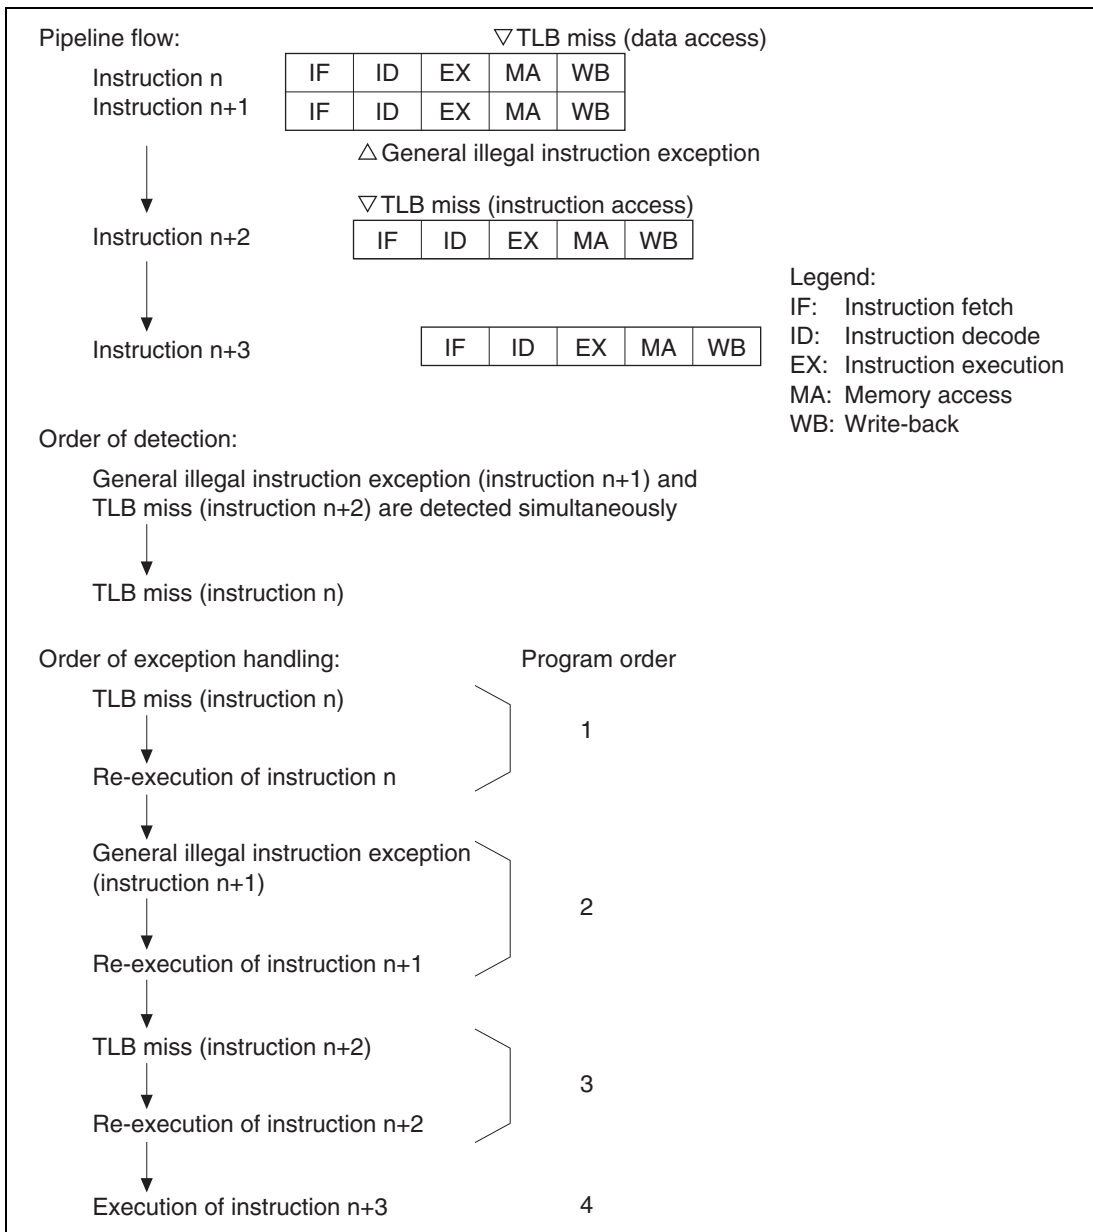 Pipeline flow:
▽TLB miss (data access)
Instruction n
IF ID EX MA WB
Instruction n+1
IF ID EX MA WB
△General illegal instruction exception
▽TLB miss (instruction access)
Instruction n+2
IF ID EX MA WB
Instruction n+3
IF ID EX MA WB
Legend:
IF: Instruction fetch
ID: Instruction decode
EX: Instruction execution
MA: Memory access
WB: Write-back
Order of detection:
General illegal instruction exception (instruction n+1) and
TLB miss (instruction n+2) are detected simultaneously
TLB miss (instruction n)
Order of exception handling:
Program order
TLB miss (instruction n)
1
Re-execution of instruction n
General illegal instruction exception
(instruction n+1)
2
Re-execution of instruction n+1
TLB miss (instruction n+2)
3
Re-execution of instruction n+2
Execution of instruction n+3
4